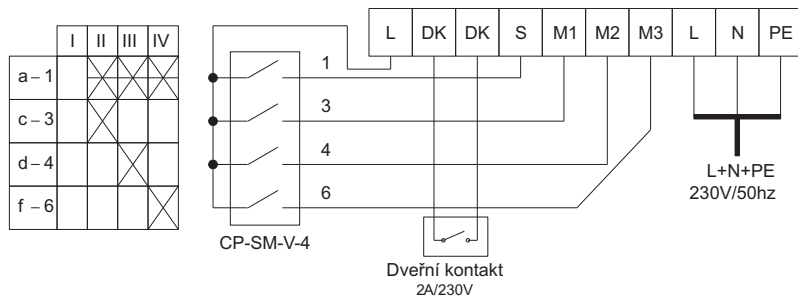 I II III IV
a – 1
c – 3
d – 4
f – 6
L DK DK S M1 M2 M3 L N PE
1
3
4
6
CP-SM-V-4
L+N+PE
230V/50hz
Dveřní kontakt
2A/230V